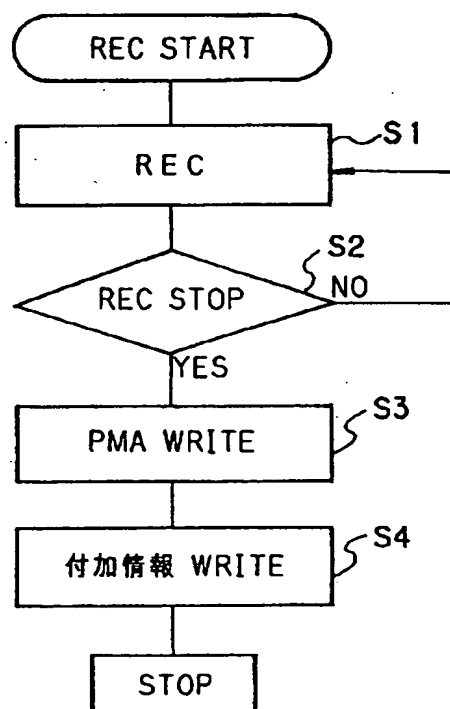 REC START
S1
REC
S2
REC STOP
NO
YES
S3
PMA WRITE
S4
付加情報 WRITE
STOP